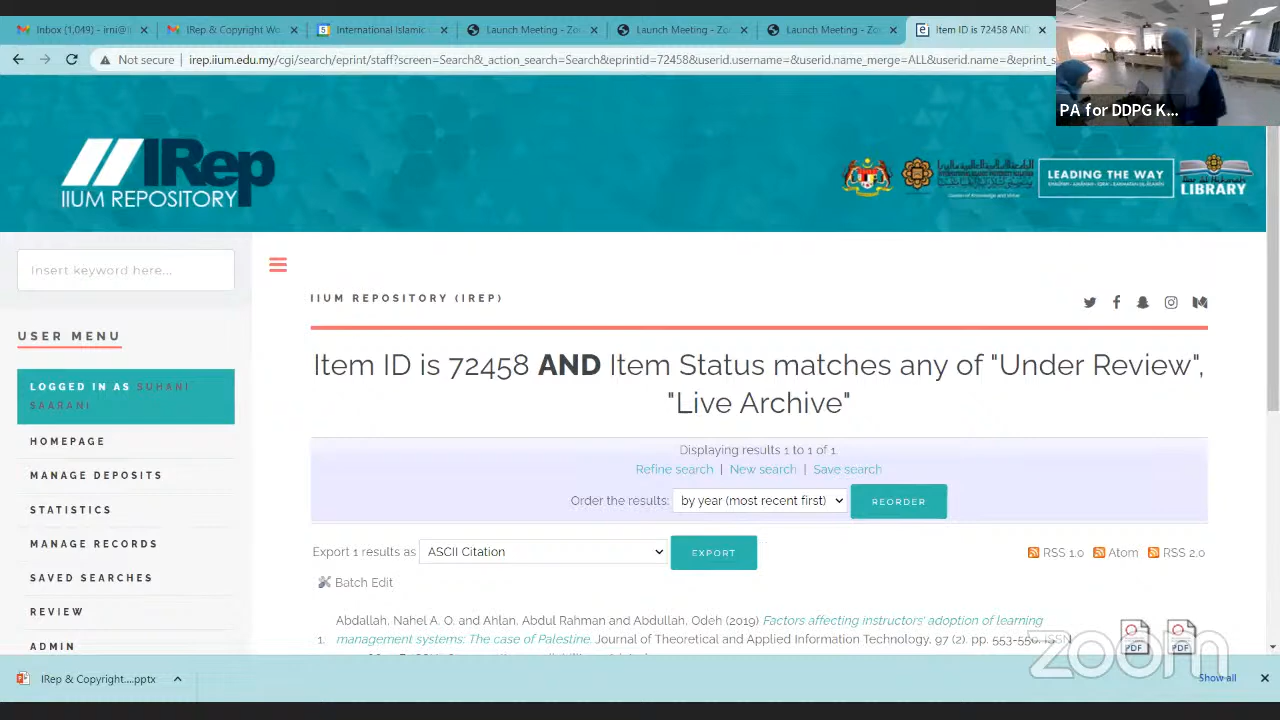 Inbox (1,049) - irni@i
IRep & Copyright Wo
International Islamic
Launch Meeting - Zoo
Launch Meeting - Zoo
Launch Meeting - Zoo
Item ID is 72458 AND
Not secure | irep.iium.edu.my/cgi/search/eprint/staff?screen=Search&_action_search=Search&eprintid=72458&userid.username=&userid.name_merge=ALL&userid.name=&eprint_s
PA for DDPG K...
IRep
IIUM REPOSITORY
LEADING THE WAY
LIBRARY
Insert keyword here...
IIUM REPOSITORY (IREP)
USER MENU
LOGGED IN AS SUHANI
SAARANI
HOMEPAGE
MANAGE DEPOSITS
STATISTICS
MANAGE RECORDS
SAVED SEARCHES
REVIEW
ADMIN
Item ID is 72458 AND Item Status matches any of "Under Review",
"Live Archive"
Displaying results 1 to 1 of 1.
Refine search | New search | Save search
Order the results: by year (most recent first) REORDER
Export 1 results as ASCII Citation EXPORT
RSS 1.0 Atom RSS 2.0
Batch Edit
Abdallah, Nahel A. O. and Ahlan, Abdul Rahman and Abdullah, Odeh (2019) Factors affecting instructors' adoption of learning
1. management systems: The case of Palestine. Journal of Theoretical and Applied Information Technology, 97 (2). pp. 553-550. ISSN
PDF PDF
zoom
IRep & Copyright....pptx
Show all